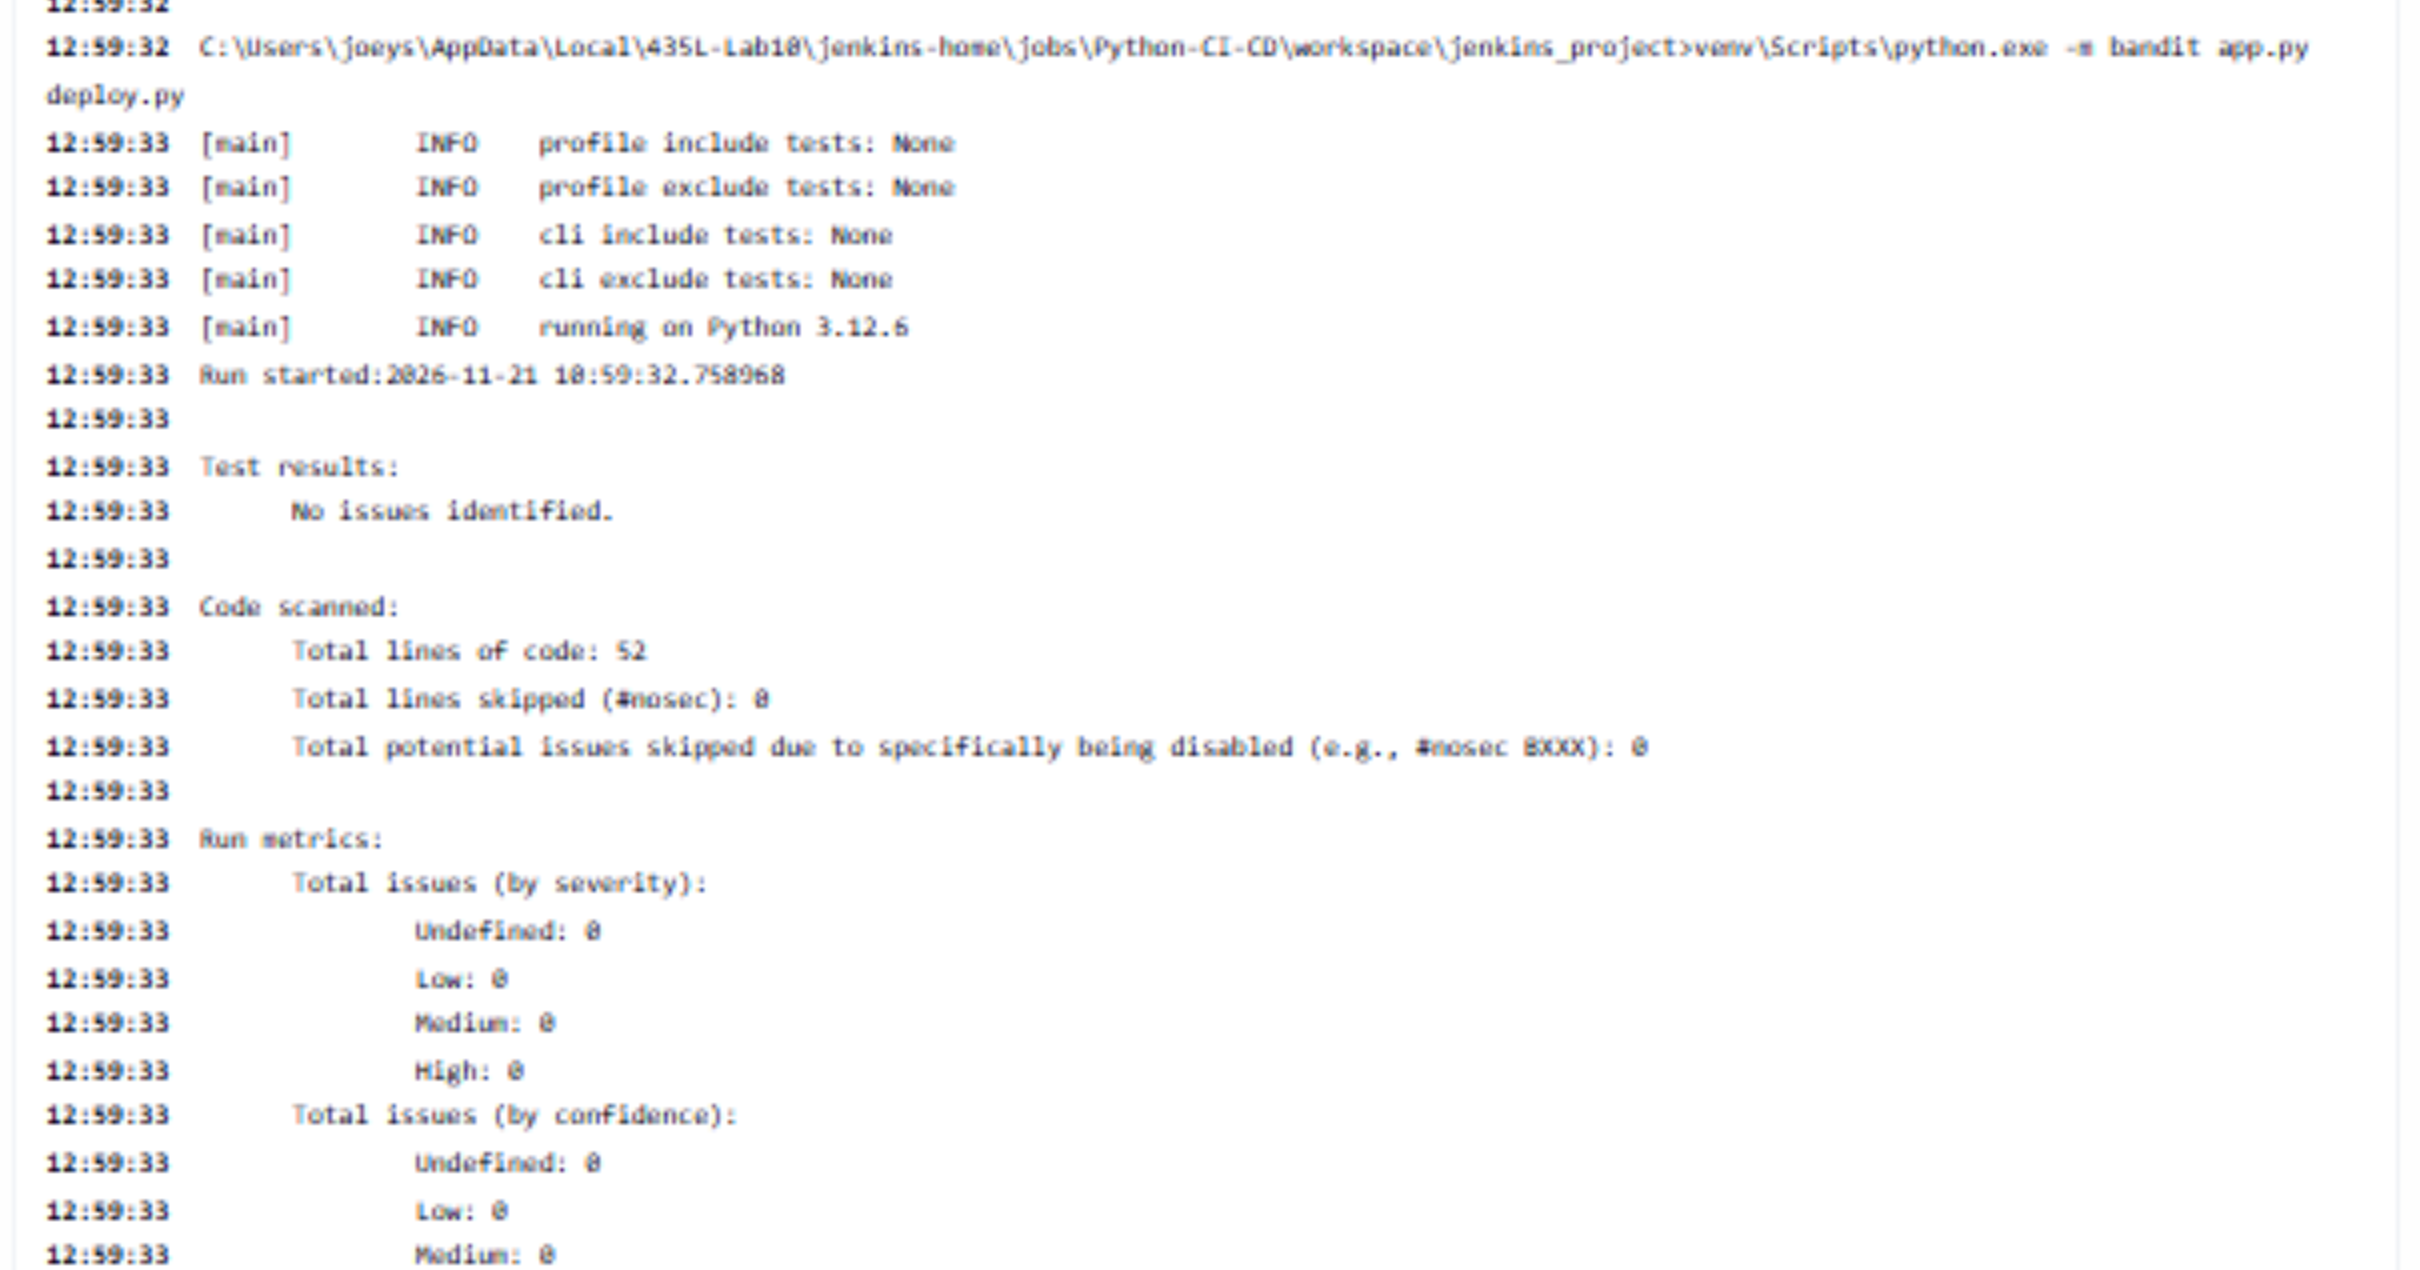 12:59:32
12:59:32 C:\Users\joeys\AppData\Local\435L-Lab10\jenkins-home\jobs\Python-CI-CD\workspace\jenkins_project>venv\Scripts\python.exe -m bandit app.py
deploy.py
12:59:33 [main] INFO profile include tests: None
12:59:33 [main] INFO profile exclude tests: None
12:59:33 [main] INFO cli include tests: None
12:59:33 [main] INFO cli exclude tests: None
12:59:33 [main] INFO running on Python 3.12.6
12:59:33 Run started:2026-11-21 10:59:32.758968
12:59:33
12:59:33 Test results:
12:59:33 No issues identified.
12:59:33
12:59:33 Code scanned:
12:59:33 Total lines of code: 52
12:59:33 Total lines skipped (#nosec): 0
12:59:33 Total potential issues skipped due to specifically being disabled (e.g., #nosec BXXX): 0
12:59:33
12:59:33 Run metrics:
12:59:33 Total issues (by severity):
12:59:33 Undefined: 0
12:59:33 Low: 0
12:59:33 Medium: 0
12:59:33 High: 0
12:59:33 Total issues (by confidence):
12:59:33 Undefined: 0
12:59:33 Low: 0
12:59:33 Medium: 0